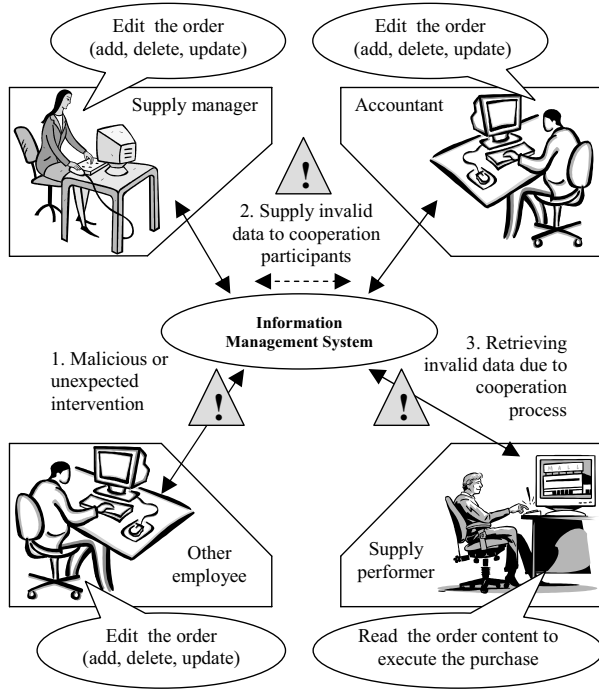 Edit the order
(add, delete, update)
Edit the order
(add, delete, update)
Supply manager
Accountant
!
2. Supply invalid
data to cooperation
participants
Information
Management System
1. Malicious or
unexpected
intervention
!
!
3. Retrieving
invalid data due to
cooperation
process
Other
employee
Supply
performer
MALL
Edit the order
(add, delete, update)
Read the order content to
execute the purchase